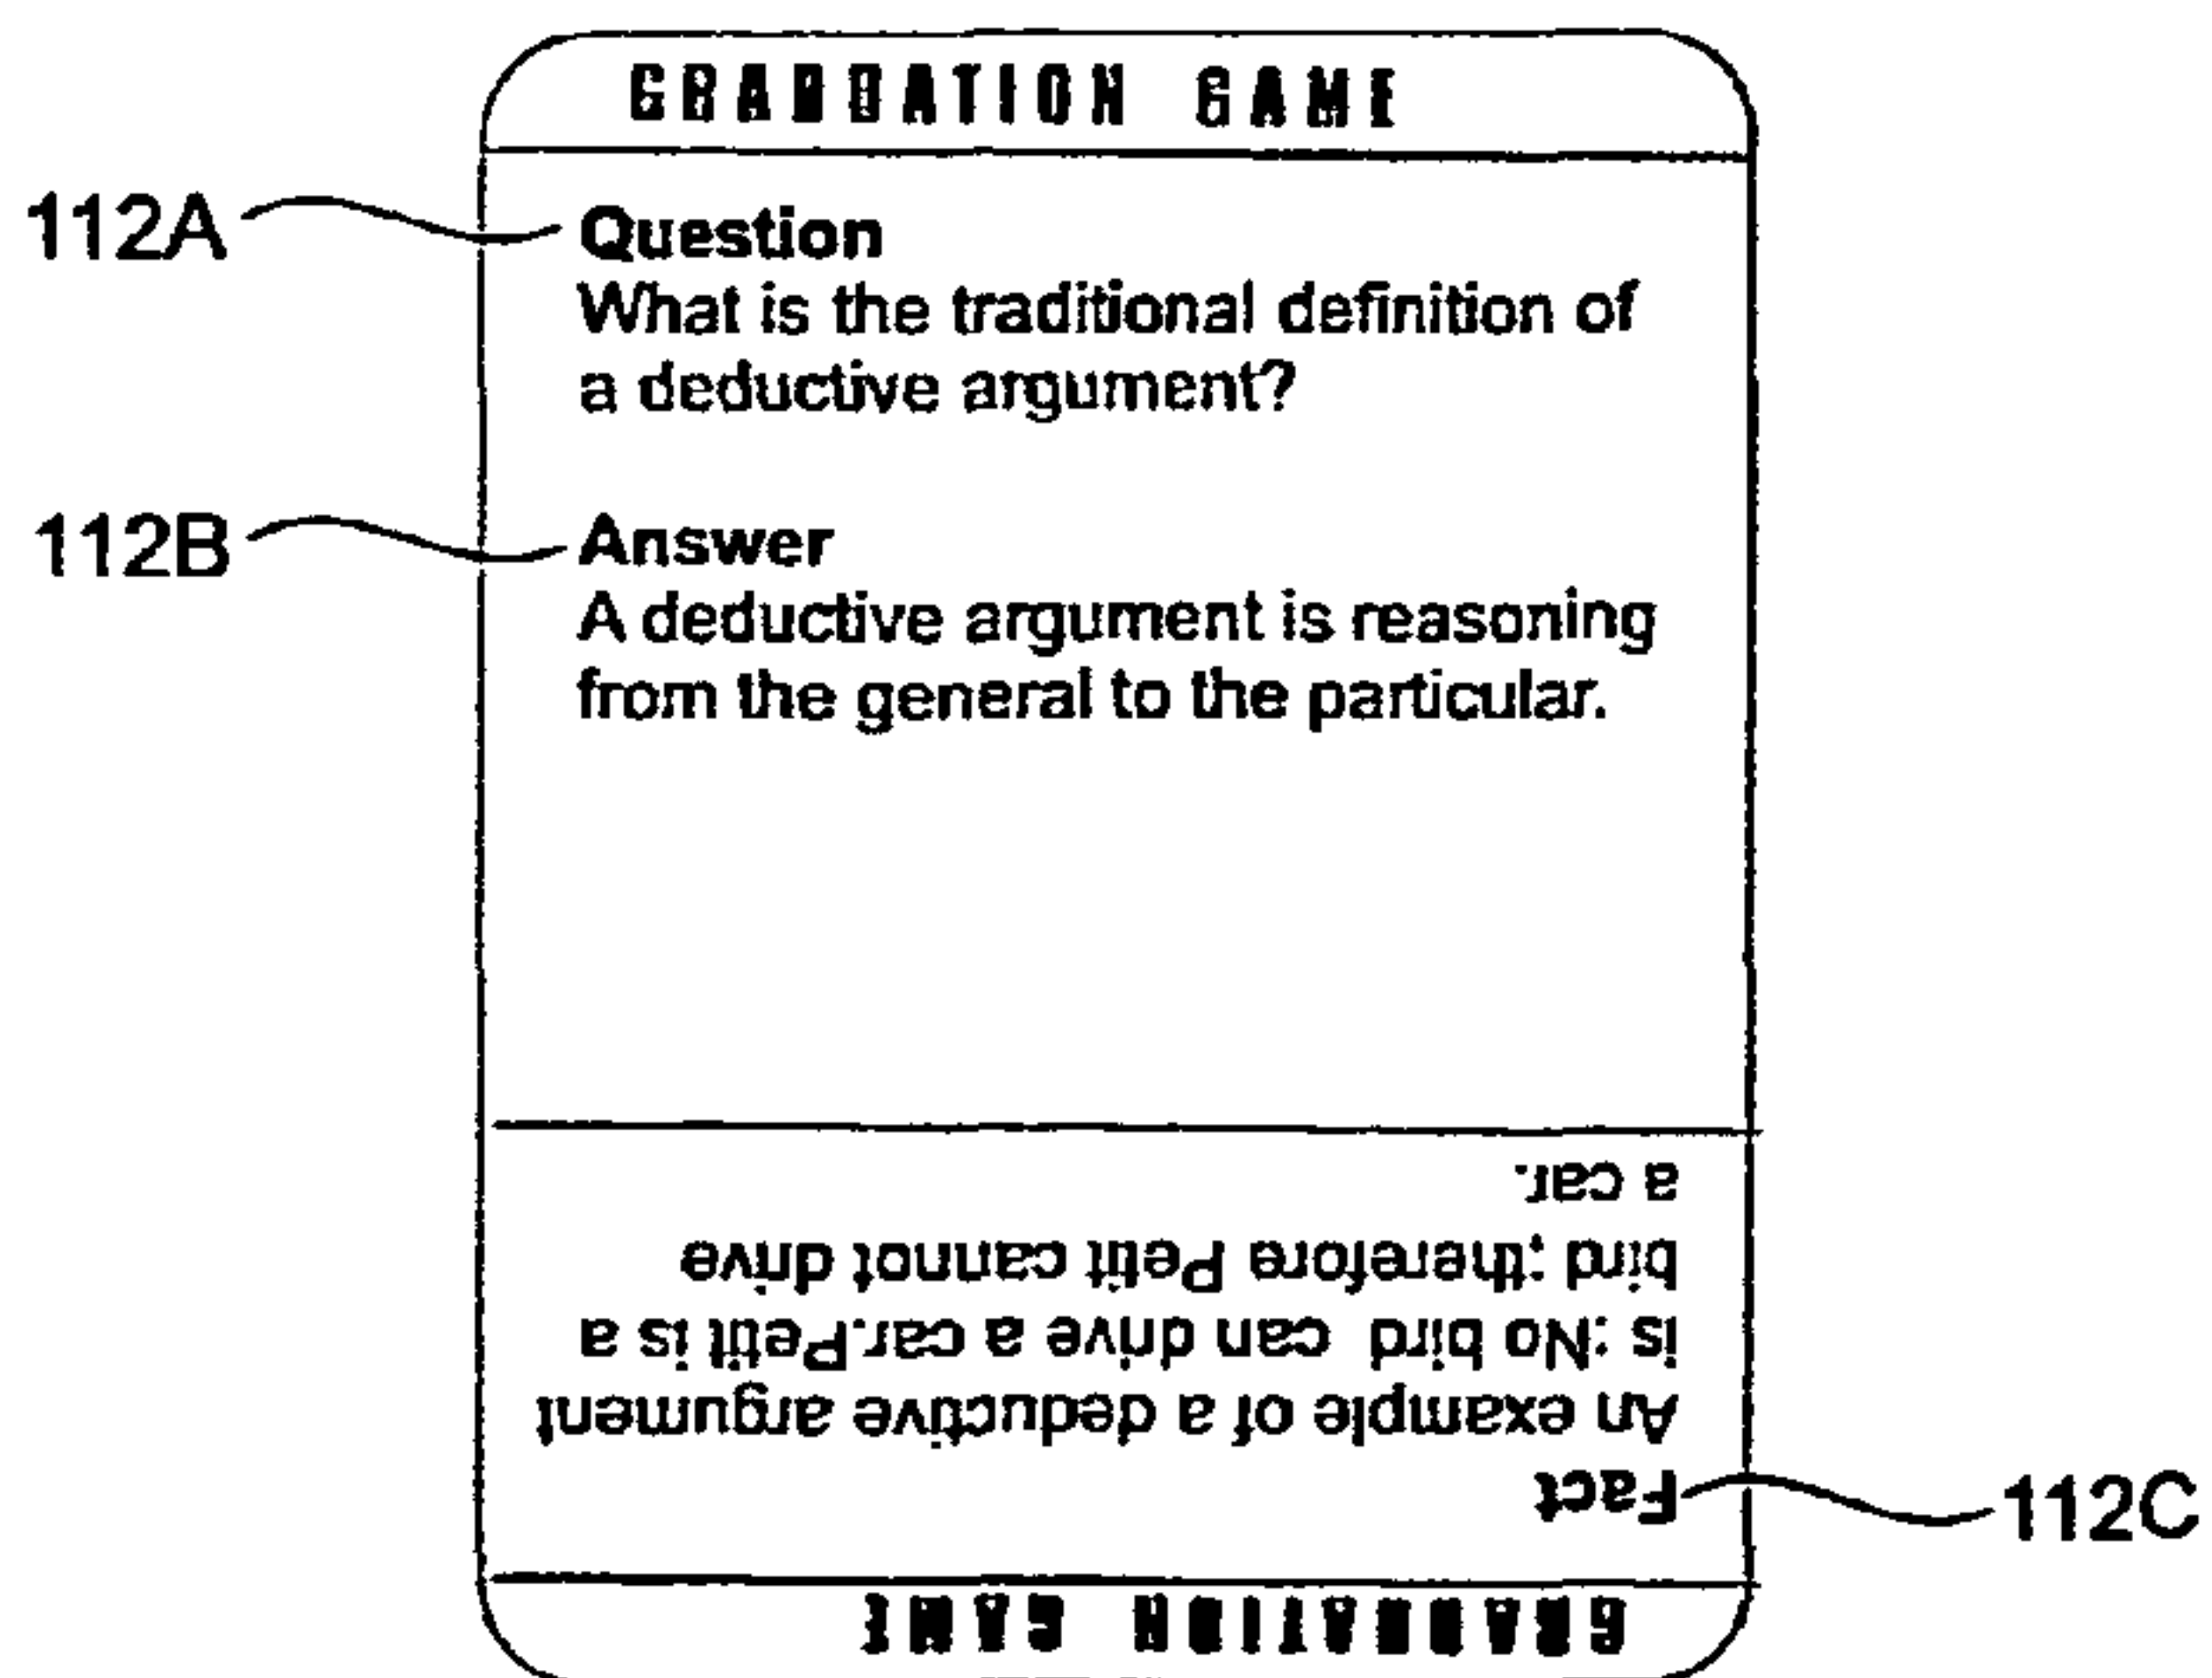 GRADUATION GAME
112A
Question
What is the traditional definition of
a deductive argument?
112B
Answer
A deductive argument is reasoning
from the general to the particular.
GRADUATION GAME
Fact
112C
An example of a deductive argument
is :No bird can drive a car.Petit is a
bird ;therefore Petit cannot drive
a car.